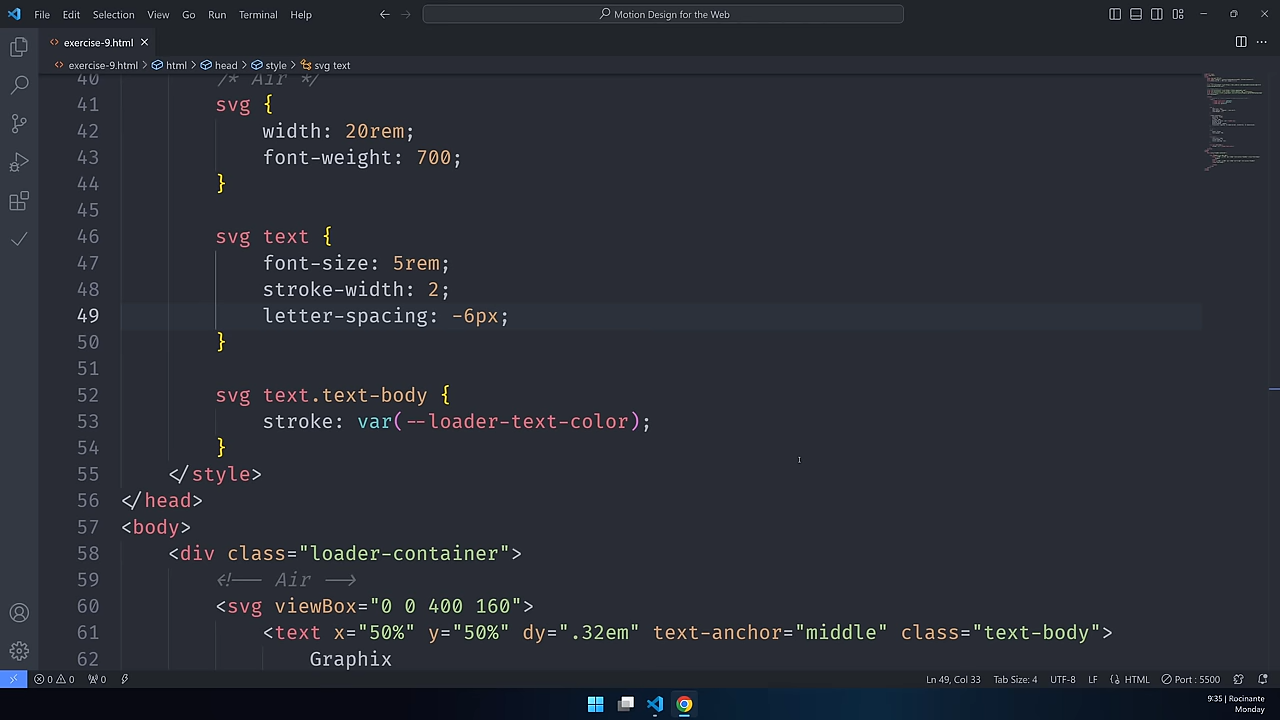 File Edit Selection View Go Run Terminal Help
Motion Design for the Web
exercise-9.html
exercise-9.html > html > head > style > svg text
40 /* Air */
41 svg {
42 width: 20rem;
43 font-weight: 700;
44 }
45
46 svg text {
47 font-size: 5rem;
48 stroke-width: 2;
49 letter-spacing: -6px;
50 }
51
52 svg text.text-body {
53 stroke: var(--loader-text-color);
54 }
55 </style>
56 </head>
57 <body>
58 <div class="loader-container">
59 <!-- Air -->
60 <svg viewBox="0 0 400 160">
61 <text x="50%" y="50%" dy=".32em" text-anchor="middle" class="text-body">
62 Graphix
0 0 0 Ln 49, Col 33 Tab Size: 4 UTF-8 LF HTML Port : 5500
9:35 | Rocinante
Monday